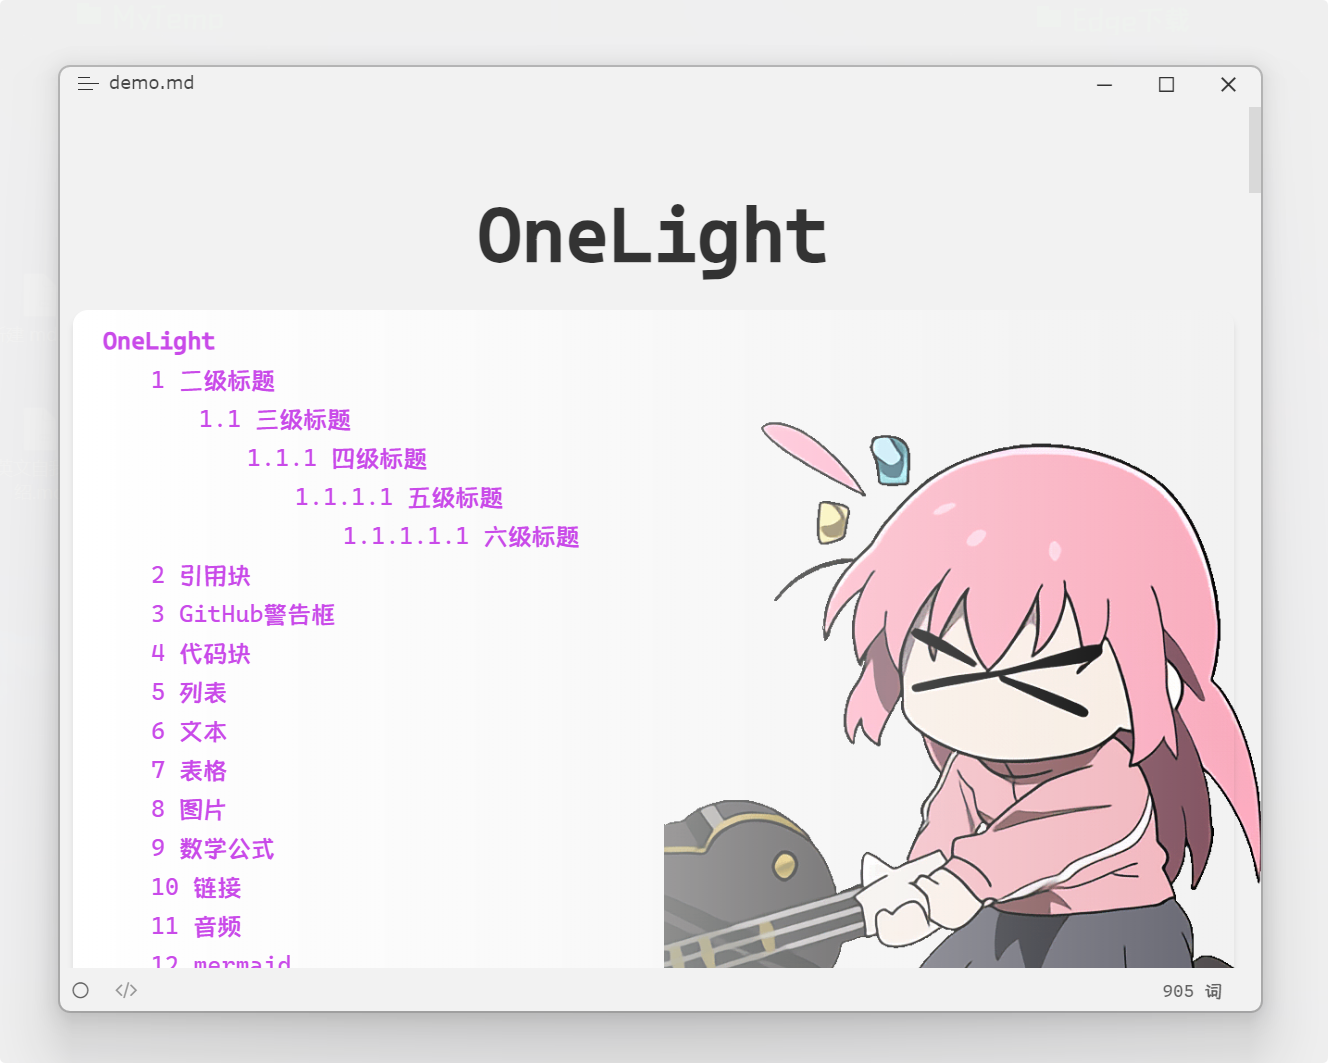 demo.md
OneLight
OneLight
1 二级标题
1.1 三级标题
1.1.1 四级标题
1.1.1.1 五级标题
1.1.1.1.1 六级标题
2 引用块
3 GitHub警告框
4 代码块
5 列表
6 文本
7 表格
8 图片
9 数学公式
10 链接
11 音频
12 mermaid
</> 905 词